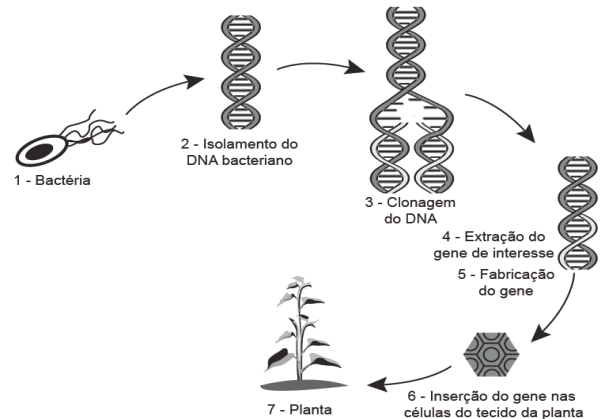 1 - Bactéria
2 - Isolamento do
DNA bacteriano
3 - Clonagem
do DNA
4 - Extração do
gene de interesse
5 - Fabricação
do gene
6 - Inserção do gene nas
células do tecido da planta
7 - Planta